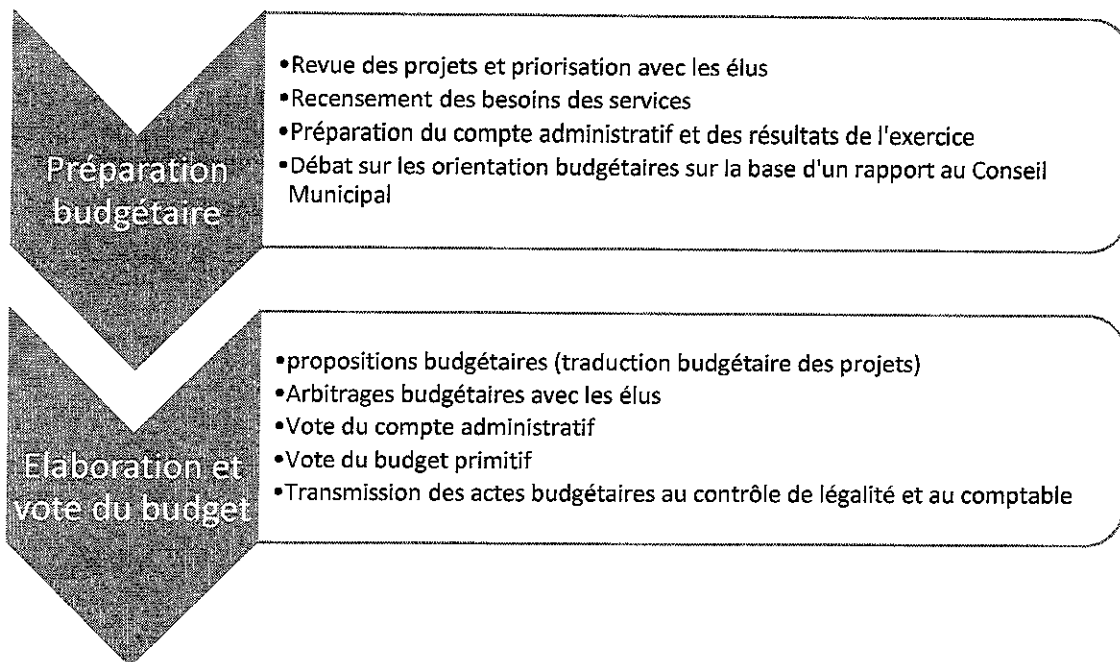 Préparation
budgétaire
•Revue des projets et priorisation avec les élus
•Recensement des besoins des services
•Préparation du compte administratif et des résultats de l'exercice
•Débat sur les orientation budgétaires sur la base d'un rapport au Conseil
Municipal
Elaboration et
vote du budget
•propositions budgétaires (traduction budgétaire des projets)
•Arbitrages budgétaires avec les élus
•Vote du compte administratif
•Vote du budget primitif
•Transmission des actes budgétaires au contrôle de légalité et au comptable